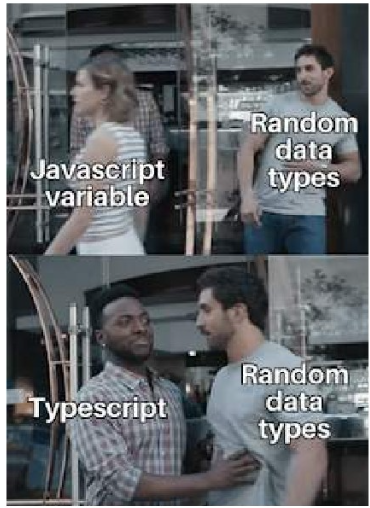 Random
data
types
Javascript
variable
Typescript
Random
data
types